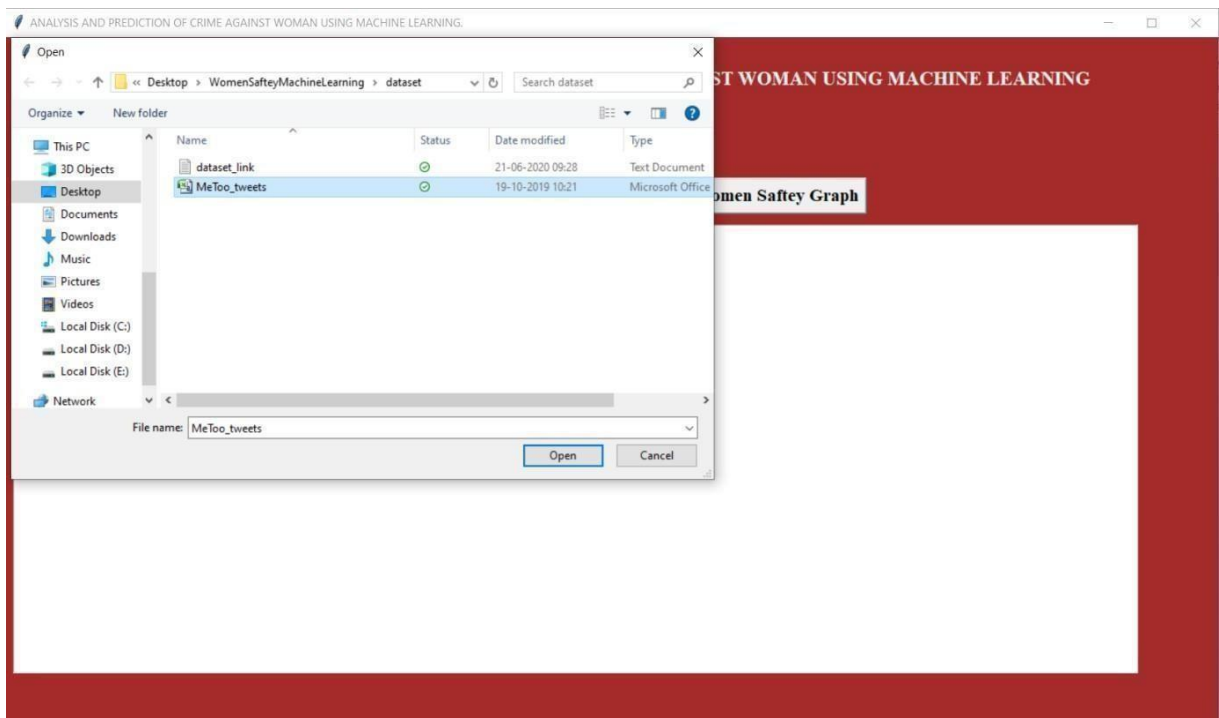 ANALYSIS AND PREDICTION OF CRIME AGAINST WOMAN USING MACHINE LEARNING.
Open
« Desktop > WomenSafteyMachineLearning > dataset
Search dataset
ST WOMAN USING MACHINE LEARNING
Organize
New folder
This PC
3D Objects
Desktop
Documents
Downloads
Music
Pictures
Videos
Local Disk (C:)
Local Disk (D:)
Local Disk (E:)
Network
Name Status Date modified Type
dataset_link 21-06-2020 09:28 Text Document
MeToo_tweets 19-10-2019 10:21 Microsoft Office
omen Saftey Graph
File name: MeToo_tweets
Open Cancel